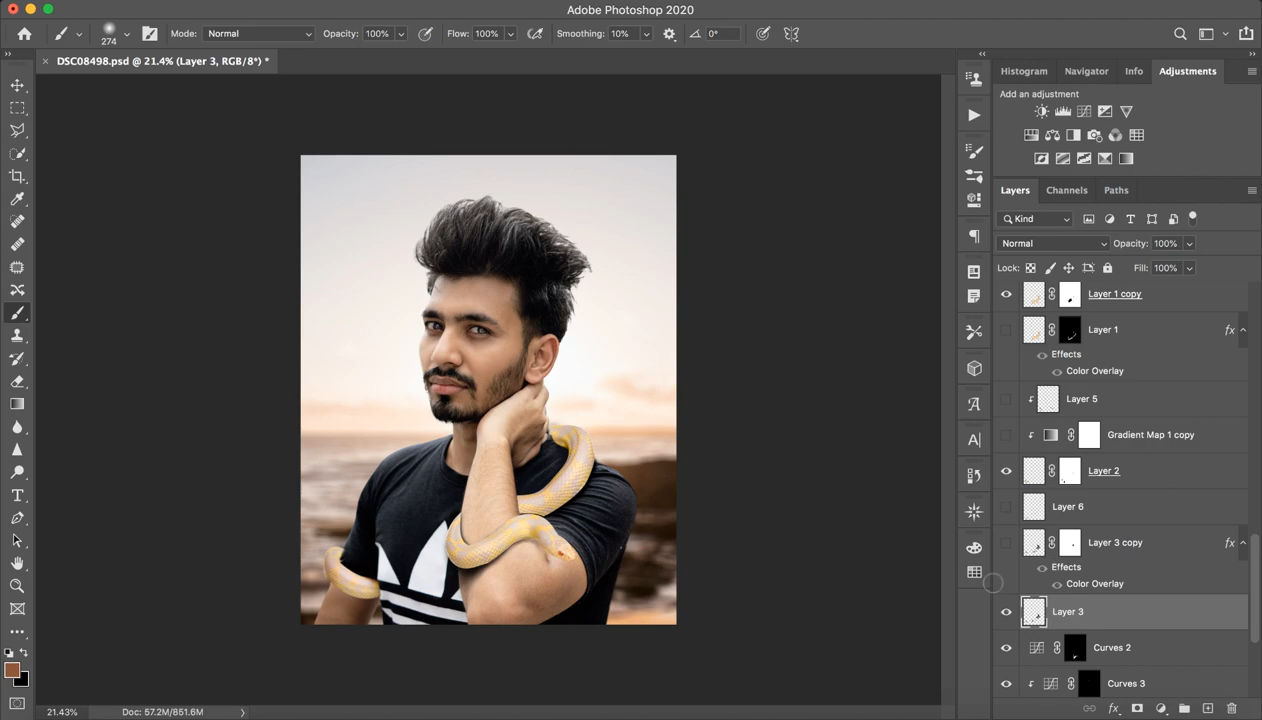 Adobe Photoshop 2020
274 Mode: Normal Opacity: 100% Flow: 100% Smoothing: 10% 0°
DSC08498.psd @ 21.4% (Layer 3, RGB/8*) *
Histogram Navigator Info Adjustments
Add an adjustment
Layers Channels Paths
Kind
Normal Opacity: 100%
Lock: Fill: 100%
Layer 1 copy
Layer 1 fx
Effects
Color Overlay
Layer 5
Gradient Map 1 copy
Layer 2
Layer 6
Layer 3 copy fx
Effects
Color Overlay
Layer 3
Curves 2
Curves 3
21.43% Doc: 57.2M/851.6M
fx